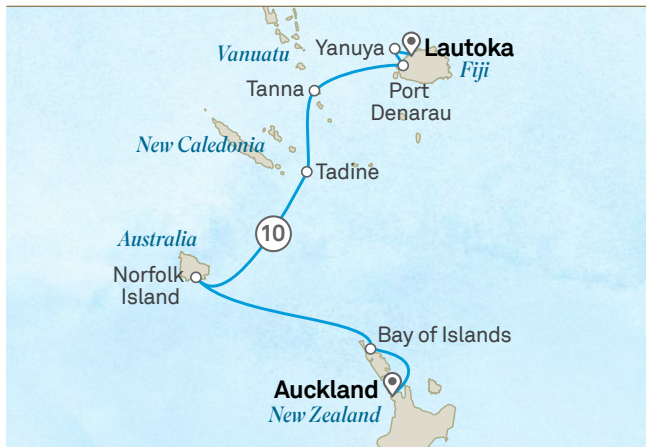 Vanuatu
Yanuya
Lautoka
Fiji
Port
Denarau
Tanna
New Caledonia
Tadine
10
Australia
Norfolk
Island
Bay of Islands
Auckland
New Zealand